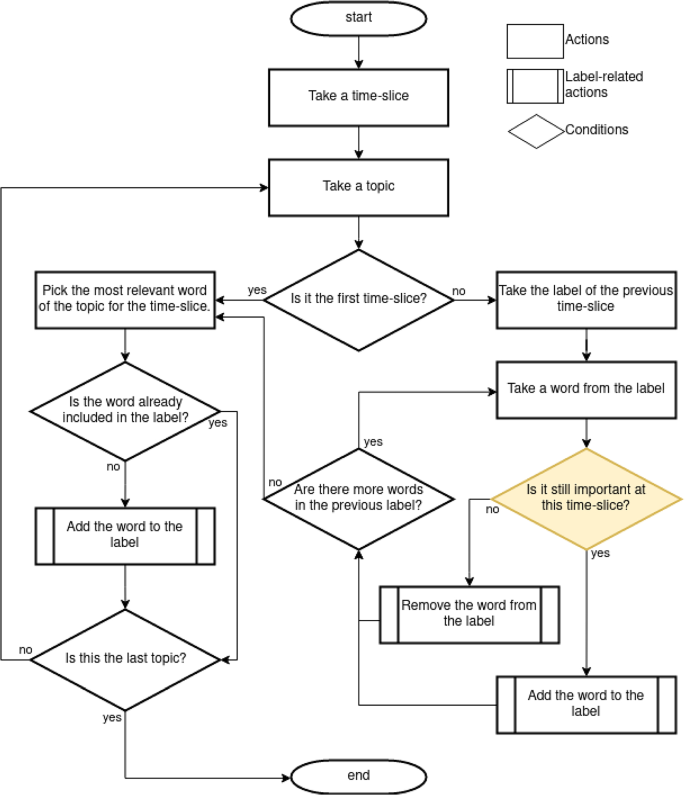 start
Actions
Label-related
actions
Conditions
Take a time-slice
Take a topic
Is it the first time-slice?
yes
no
Pick the most relevant word
of the topic for the time-slice.
Take the label of the previous
time-slice
Is the word already
included in the label?
yes
no
Take a word from the label
yes
Are there more words
in the previous label?
no
Is it still important at
this time-slice?
no
yes
Add the word to the
label
Remove the word from
the label
Is this the last topic?
no
yes
Add the word to the
label
end